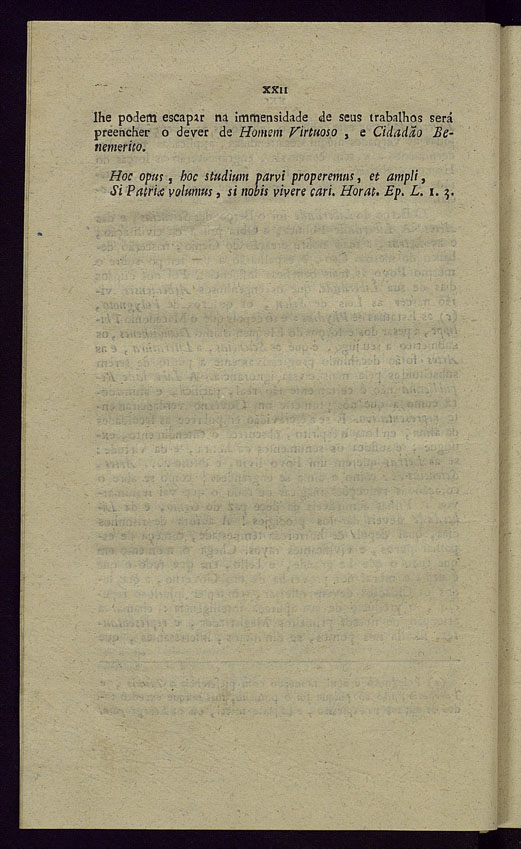 XXII
lhe podem escapar na immensidade de seus trabalhos será
preencher o dever de Homem Virtuoso , e Cidadão Be-
nemerito.
Hoc opus , hoc studium parvi properemus, et ampli ,
Si Patriæ volumus , si nobis vivere cari. Horat. Ep. L. 1. 3.